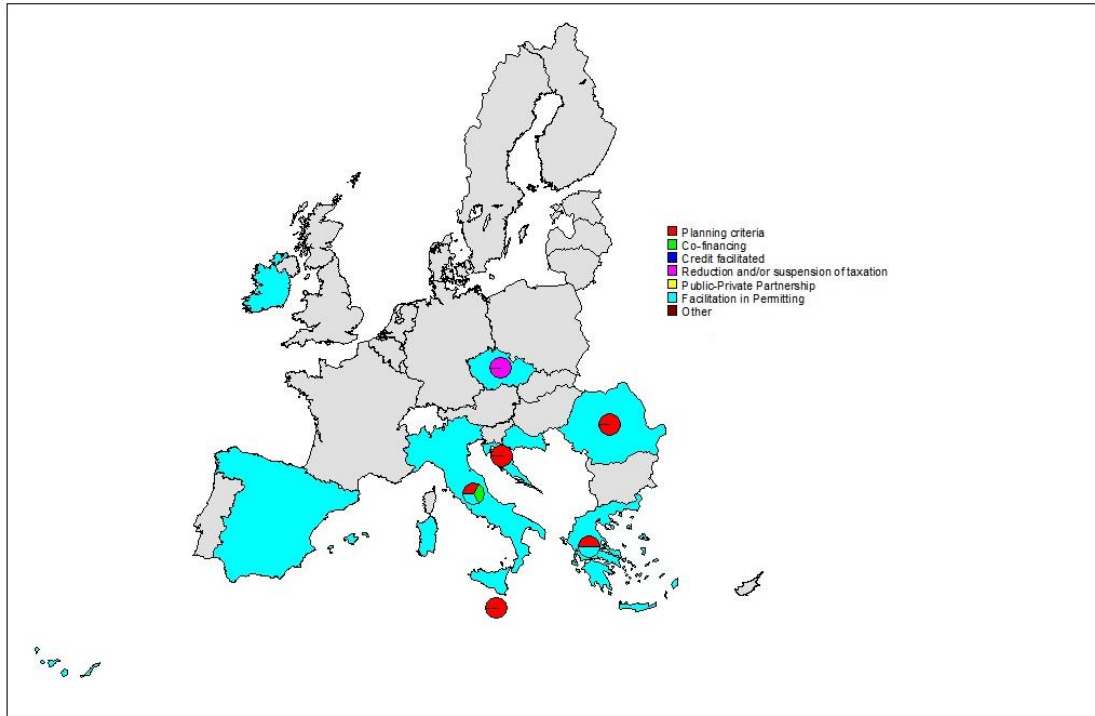 Planning criteria
Co-financing
Credit facilitated
Reduction and/or suspension of taxation
Public-Private Partnership
Facilitation in Permitting
Other